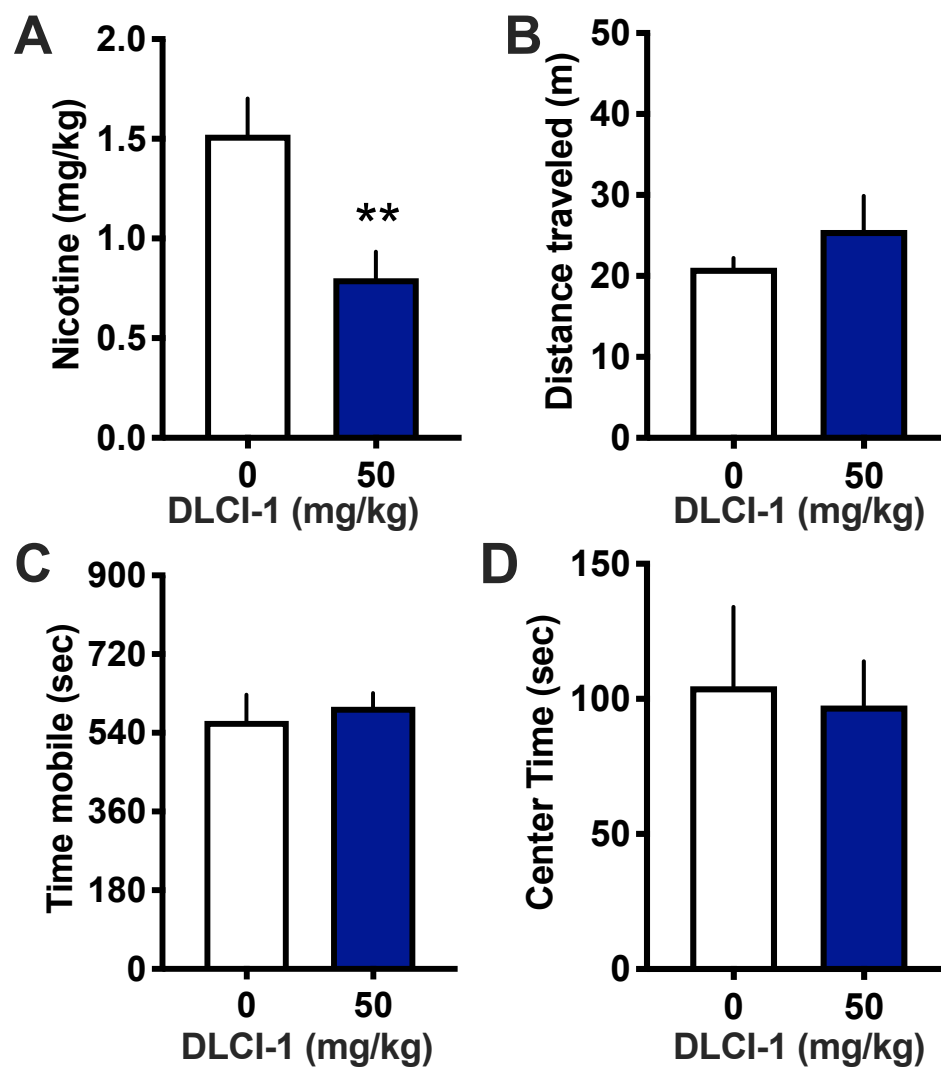 A
Nicotine (mg/kg)
2.0
1.5
1.0
0.5
0.0
**
0 50
DLCI-1 (mg/kg)
B
Distance traveled (m)
50
40
30
20
10
0
0 50
DLCI-1 (mg/kg)
C
Time mobile (sec)
900
720
540
360
180
0
0 50
DLCI-1 (mg/kg)
D
Center Time (sec)
150
100
50
0
0 50
DLCI-1 (mg/kg)